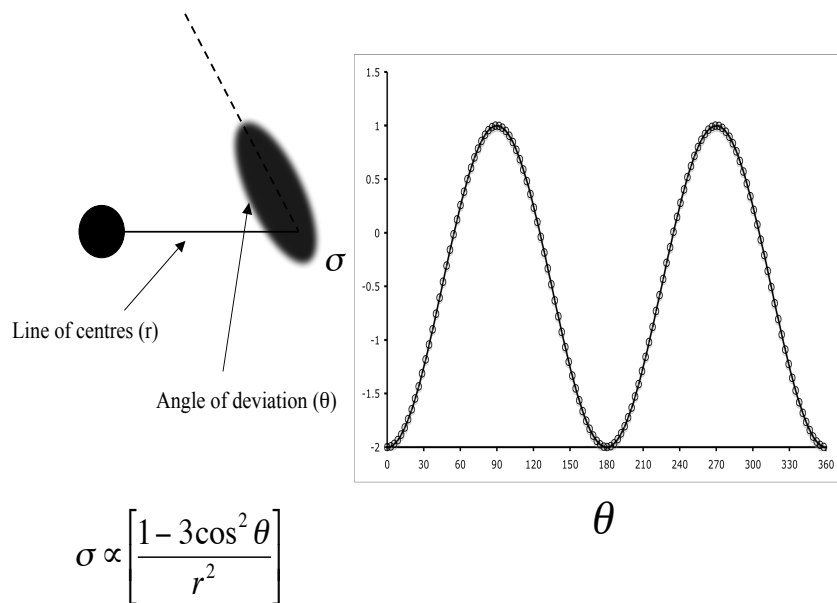 σ
Line of centres (r)
Angle of deviation (θ)
1.5
1
0.5
0
-0.5
-1
-1.5
-2
0 30 60 90 120 150 180 210 240 270 300 330 360
θ
σ ∝ [ (1 − 3cos² θ) / r² ]